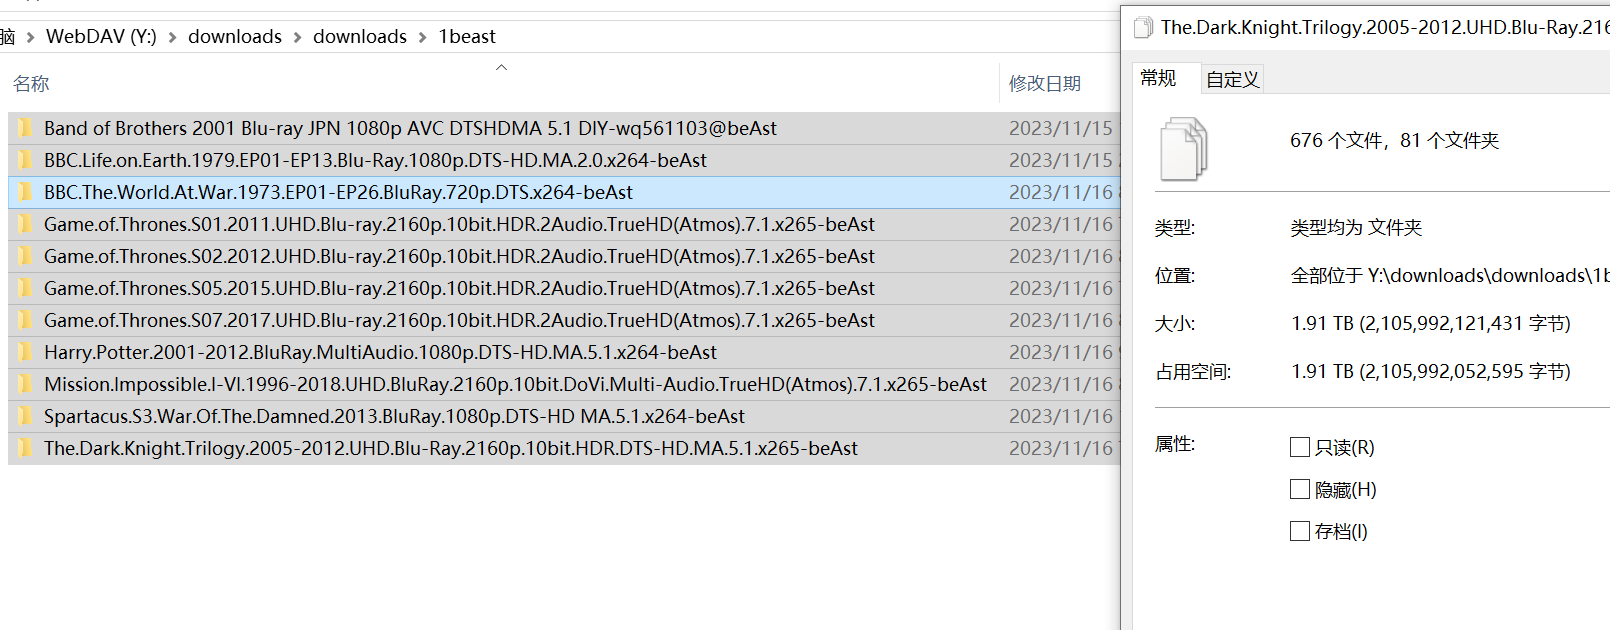 脑 > WebDAV (Y:) > downloads > downloads > 1beast
名称 修改日期
Band of Brothers 2001 Blu-ray JPN 1080p AVC DTSHDMA 5.1 DIY-wq561103@beAst 2023/11/15
BBC.Life.on.Earth.1979.EP01-EP13.Blu-Ray.1080p.DTS-HD.MA.2.0.x264-beAst 2023/11/15
BBC.The.World.At.War.1973.EP01-EP26.BluRay.720p.DTS.x264-beAst 2023/11/16
Game.of.Thrones.S01.2011.UHD.Blu-ray.2160p.10bit.HDR.2Audio.TrueHD(Atmos).7.1.x265-beAst 2023/11/16
Game.of.Thrones.S02.2012.UHD.Blu-ray.2160p.10bit.HDR.2Audio.TrueHD(Atmos).7.1.x265-beAst 2023/11/16
Game.of.Thrones.S05.2015.UHD.Blu-ray.2160p.10bit.HDR.2Audio.TrueHD(Atmos).7.1.x265-beAst 2023/11/16
Game.of.Thrones.S07.2017.UHD.Blu-ray.2160p.10bit.HDR.2Audio.TrueHD(Atmos).7.1.x265-beAst 2023/11/16
Harry.Potter.2001-2012.BluRay.MultiAudio.1080p.DTS-HD.MA.5.1.x264-beAst 2023/11/16
Mission.Impossible.I-VI.1996-2018.UHD.BluRay.2160p.10bit.DoVi.Multi-Audio.TrueHD(Atmos).7.1.x265-beAst 2023/11/16
Spartacus.S3.War.Of.The.Damned.2013.BluRay.1080p.DTS-HD MA.5.1.x264-beAst 2023/11/16
The.Dark.Knight.Trilogy.2005-2012.UHD.Blu-Ray.2160p.10bit.HDR.DTS-HD.MA.5.1.x265-beAst 2023/11/16
The.Dark.Knight.Trilogy.2005-2012.UHD.Blu-Ray.216
常规 自定义
676 个文件，81 个文件夹
类型: 类型均为 文件夹
位置: 全部位于 Y:\downloads\downloads\1b
大小: 1.91 TB (2,105,992,121,431 字节)
占用空间: 1.91 TB (2,105,992,052,595 字节)
属性: 只读(R)
隐藏(H)
存档(I)